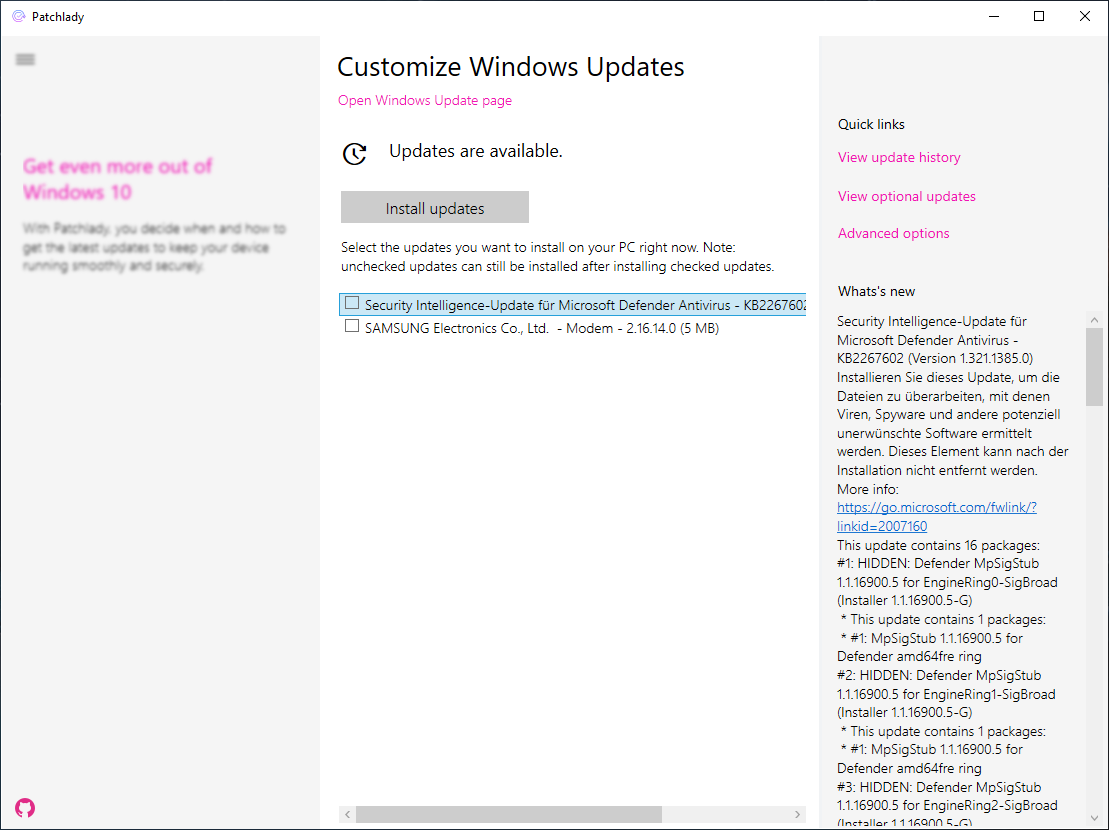 Patchlady
Get even more out of
Windows 10
With Patchlady, you decide when and how to
get the latest updates to keep your device
running smoothly and securely.
Customize Windows Updates
Open Windows Update page
Updates are available.
Install updates
Select the updates you want to install on your PC right now. Note:
unchecked updates can still be installed after installing checked updates.
Security Intelligence-Update für Microsoft Defender Antivirus - KB2267602
SAMSUNG Electronics Co., Ltd.  - Modem - 2.16.14.0 (5 MB)
Quick links
View update history
View optional updates
Advanced options
Whats's new
Security Intelligence-Update für
Microsoft Defender Antivirus -
KB2267602 (Version 1.321.1385.0)
Installieren Sie dieses Update, um die
Dateien zu überarbeiten, mit denen
Viren, Spyware und andere potenziell
unerwünschte Software ermittelt
werden. Dieses Element kann nach der
Installation nicht entfernt werden.
More info:
https://go.microsoft.com/fwlink/?
linkid=2007160
This update contains 16 packages:
#1: HIDDEN: Defender MpSigStub
1.1.16900.5 for EngineRing0-SigBroad
(Installer 1.1.16900.5-G)
* This update contains 1 packages:
* #1: MpSigStub 1.1.16900.5 for
Defender amd64fre ring
#2: HIDDEN: Defender MpSigStub
1.1.16900.5 for EngineRing1-SigBroad
(Installer 1.1.16900.5-G)
* This update contains 1 packages:
* #1: MpSigStub 1.1.16900.5 for
Defender amd64fre ring
#3: HIDDEN: Defender MpSigStub
1.1.16900.5 for EngineRing2-SigBroad
(Installer 1.1.16900.5-G)